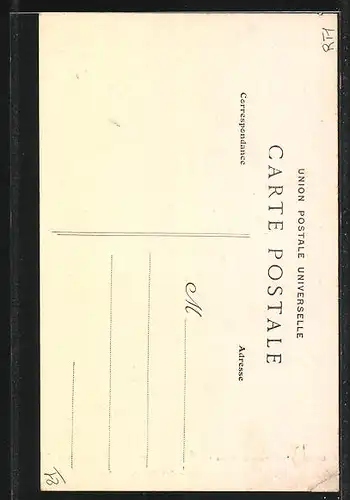 UNION POSTALE UNIVERSELLE
CARTE POSTALE
Correspondance
Adresse
M